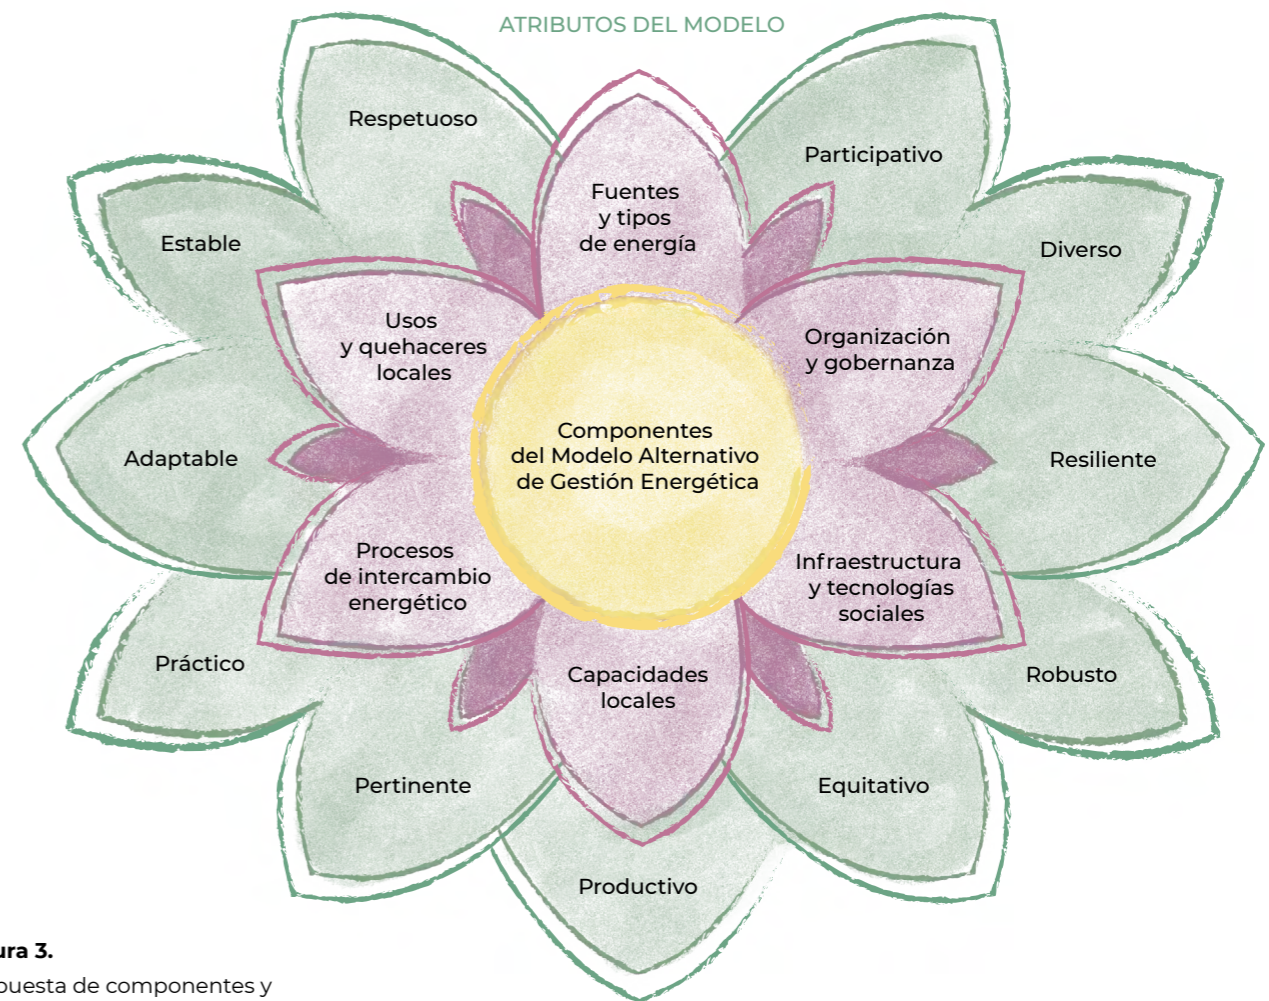 ATRIBUTOS DEL MODELO
Respetuoso
Participativo
Fuentes
y tipos
de energía
Estable
Diverso
Usos
y quehaceres
locales
Organización
y gobernanza
Componentes
del Modelo Alternativo
de Gestión Energética
Adaptable
Resiliente
Procesos
de intercambio
energético
Infraestructura
y tecnologías
sociales
Práctico
Capacidades
locales
Robusto
Pertinente
Equitativo
Productivo
ura 3.
puesta de componentes y